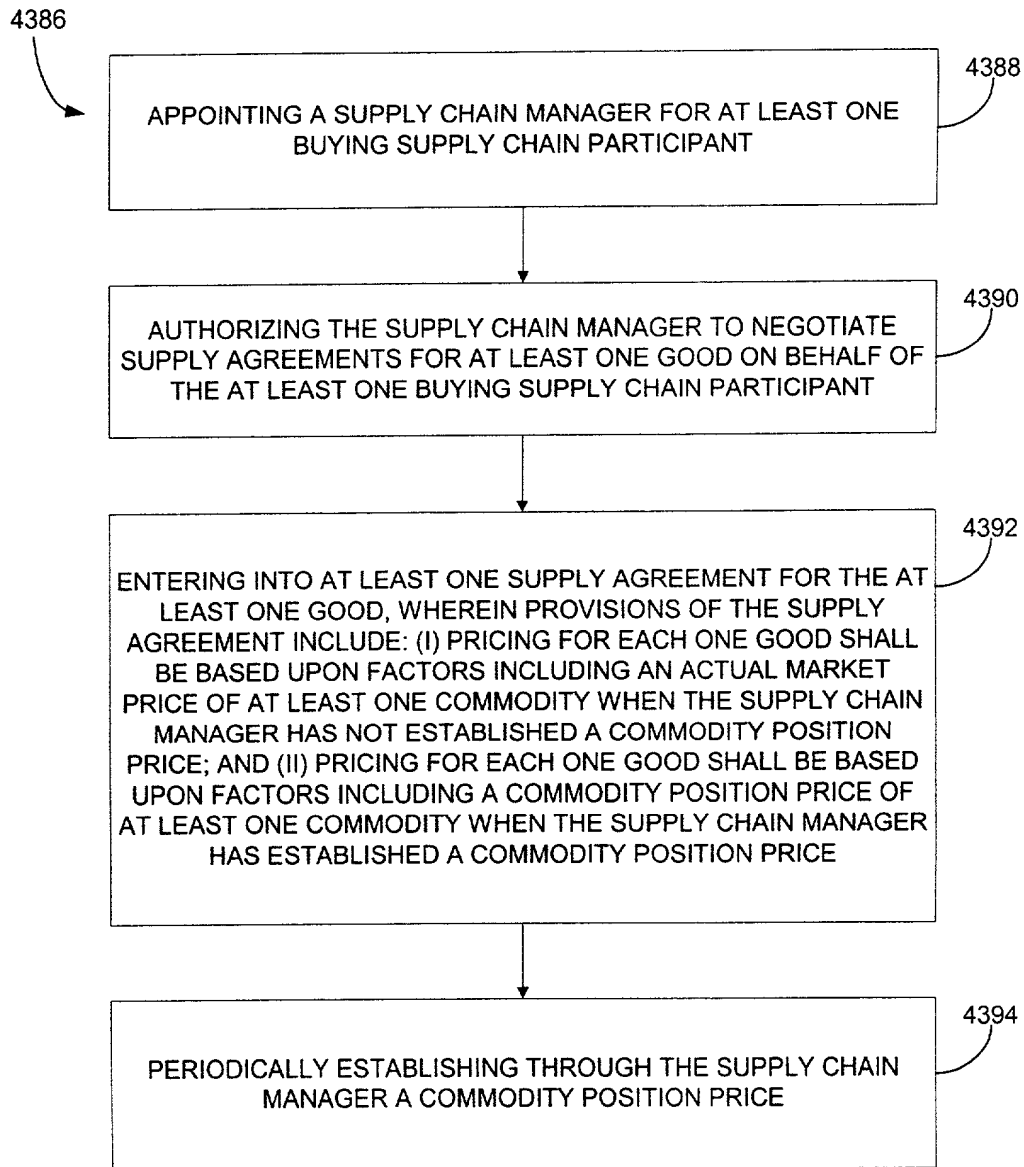 4386
4388
APPOINTING A SUPPLY CHAIN MANAGER FOR AT LEAST ONE
BUYING SUPPLY CHAIN PARTICIPANT
4390
AUTHORIZING THE SUPPLY CHAIN MANAGER TO NEGOTIATE
SUPPLY AGREEMENTS FOR AT LEAST ONE GOOD ON BEHALF OF
THE AT LEAST ONE BUYING SUPPLY CHAIN PARTICIPANT
4392
ENTERING INTO AT LEAST ONE SUPPLY AGREEMENT FOR THE AT
LEAST ONE GOOD, WHEREIN PROVISIONS OF THE SUPPLY
AGREEMENT INCLUDE: (I) PRICING FOR EACH ONE GOOD SHALL
BE BASED UPON FACTORS INCLUDING AN ACTUAL MARKET
PRICE OF AT LEAST ONE COMMODITY WHEN THE SUPPLY CHAIN
MANAGER HAS NOT ESTABLISHED A COMMODITY POSITION
PRICE; AND (II) PRICING FOR EACH ONE GOOD SHALL BE BASED
UPON FACTORS INCLUDING A COMMODITY POSITION PRICE OF
AT LEAST ONE COMMODITY WHEN THE SUPPLY CHAIN MANAGER
HAS ESTABLISHED A COMMODITY POSITION PRICE
4394
PERIODICALLY ESTABLISHING THROUGH THE SUPPLY CHAIN
MANAGER A COMMODITY POSITION PRICE